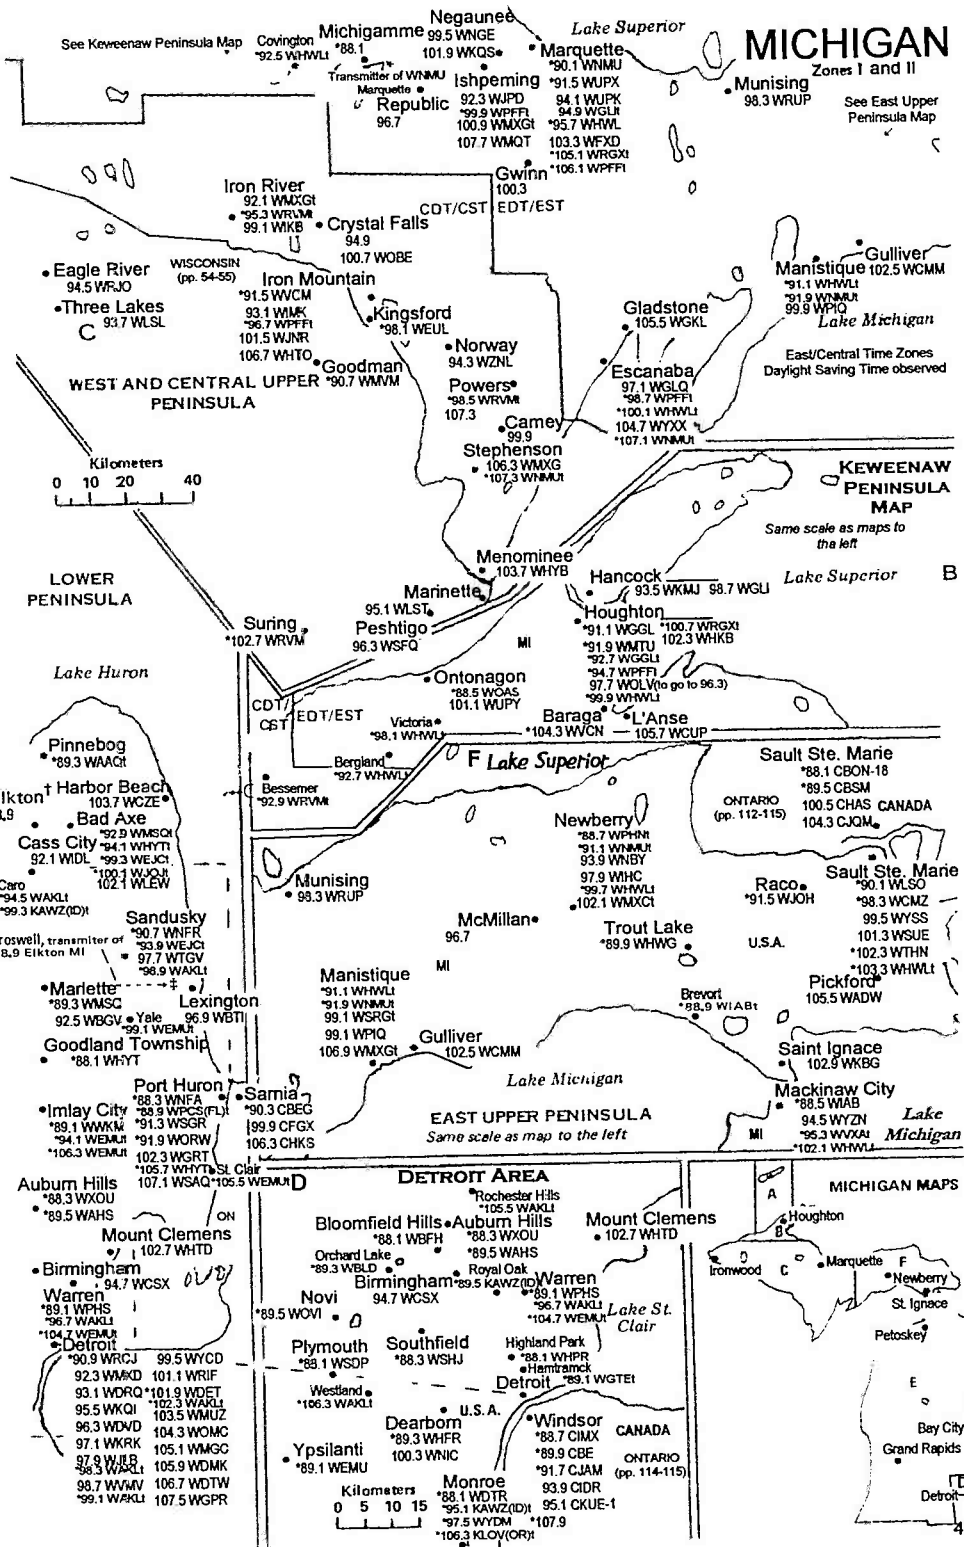 MICHIGAN
Zones I and II
See Keweenaw Peninsula Map
Covington
*92.5 WHWLt
Michigamme
*88.1
Transmitter of WNMU
Marquette
Republic
96.7
Negaunee
99.5 WNGE
101.9 WKQS
Ishpeming
92.3 WJPD
*99.9 WPFFt
100.9 WMXGt
107.7 WMQT
Lake Superior
Marquette
*90.1 WNMU
*91.5 WUPX
94.1 WUPK
94.9 WGLIt
*95.7 WHWL
103.3 WFXD
*105.1 WRGXt
*106.1 WPFFt
Gwinn
100.3
Munising
98.3 WRUP
See East Upper
Peninsula Map
CDT/CST
EDT/EST
Iron River
92.1 WMXGt
*95.3 WRVMt
99.1 WIKB
Crystal Falls
94.9
100.7 WOBE
WISCONSIN
(pp. 54-55)
Eagle River
94.5 WRJO
Three Lakes
93.7 WLSL
C
Iron Mountain
*91.5 WVCM
93.1 WIMK
*96.7 WPFFt
101.5 WJNR
106.7 WHTO
Kingsford
*98.1 WEUL
Goodman
*90.7 WMVM
Norway
94.3 WZNL
Powers
*98.5 WRVMt
107.3
Carney
99.9
Stephenson
106.3 WMXG
*107.3 WNMUt
Gladstone
105.5 WGKL
Escanaba
97.1 WGLQ
*98.7 WPFFt
*100.1 WHWLt
104.7 WYXX
*107.1 WNMUt
Manistique
*91.1 WHWLt
*91.9 WNMUt
99.9 WPIQ
Gulliver
102.5 WCMM
Lake Michigan
East/Central Time Zones
Daylight Saving Time observed
WEST AND CENTRAL UPPER
PENINSULA
Kilometers
0 10 20 40
KEWEENAW
PENINSULA
MAP
Same scale as maps to
the left
Lake Superior
B
Menominee
103.7 WHYB
Marinette
95.1 WLST
Peshtigo
96.3 WSFQ
Suring
*102.7 WRVM
LOWER
PENINSULA
Lake Huron
Hancock
93.5 WKMJ 98.7 WGLI
Houghton
*91.1 WGGL *100.7 WRGXt
*91.9 WMTU 102.3 WHKB
*92.7 WGGLt
*94.7 WPFFt
97.7 WOLV(to go to 96.3)
*99.9 WHWLt
MI
Ontonagon
*88.5 WOAS
101.1 WUPY
Baraga
*104.3 WVCN
L'Anse
105.7 WCUP
CDT/
CST
EDT/EST
Victoria
*98.1 WHWLt
Bergland
*92.7 WHWLt
Bessemer
*92.9 WRVMt
F Lake Superior
Pinnebog
*89.3 WAACt
lkton† Harbor Beach
103.7 WCZE
Bad Axe
*92.9 WMSQt
*94.1 WHYTt
*99.3 WEJCt
*100.1 WJOJt
102.1 WLEW
Cass City
92.1 WIDL
Caro
*94.5 WAKLt
*99.3 KAWZ(ID)t
Sandusky
*90.7 WNFR
*93.9 WEJCt
97.7 WTGV
*98.9 WAKLt
roswell, transmiter of
8.9 Elkton MI
Marlette
*89.3 WMSC
92.5 WBGV
Lexington
96.9 WBTI
Yale
*99.1 WEMUt
Goodland Township
*88.1 WHYT
Port Huron
*88.3 WNFA
*88.9 WPCS(FL)t
*91.3 WSGR
*91.9 WORW
102.3 WGRT
*105.7 WHYTt
107.1 WSAQ
St. Clair
*105.5 WEMUt
Sarnia
*90.3 CBEG
99.9 CFGX
106.3 CHKS
Imlay City
*89.1 WWKM
*94.1 WEMUt
*106.3 WEMUt
Auburn Hills
*88.3 WXOU
*89.5 WAHS
ON
Mount Clemens
102.7 WHTD
Birmingham
94.7 WCSX
Warren
*89.1 WPHS
*96.7 WAKLt
*104.7 WEMUt
Detroit
*90.9 WRCJ 99.5 WYCD
92.3 WMXD 101.1 WRIF
93.1 WDRQ *101.9 WDET
95.5 WKQI *102.3 WAKLt
96.3 WDVD 103.5 WMUZ
97.1 WKRK 104.3 WOMC
97.9 WJLB 105.1 WMGC
*98.3 WAKLt 105.9 WDMK
98.7 WVMV 106.7 WDTW
*99.1 WAKLt 107.5 WGPR
Munising
98.3 WRUP
Newberry
*88.7 WPHNt
*91.1 WNMUt
93.9 WNBY
97.9 WIHC
*99.7 WHWLt
102.1 WMXCt
McMillan
96.7
Trout Lake
*89.9 WHWG
MI
U.S.A.
ONTARIO
(pp. 112-115)
Sault Ste. Marie
*88.1 CBON-18
*89.5 CBSM
100.5 CHAS CANADA
104.3 CJQM
Sault Ste. Marie
*90.1 WLSO
*98.3 WCMZ
99.5 WYSS
101.3 WSUE
*102.3 WTHN
*103.3 WHWLt
Raco
*91.5 WJOH
Pickford
105.5 WADW
Manistique
*91.1 WHWLt
*91.9 WNMUt
99.1 WSRGt
99.1 WPIQ
106.9 WMXGt
Gulliver
102.5 WCMM
Brevort
*88.9 WIABt
Saint Ignace
102.9 WKBG
Mackinaw City
*88.5 WIAB
94.5 WYZN
*95.3 WVXAt
*102.1 WHWLt
MI
Lake
Michigan
Lake Michigan
EAST UPPER PENINSULA
Same scale as map to the left
D DETROIT AREA
Rochester Hills
*105.5 WAKLt
Bloomfield Hills
*88.1 WBFH
Auburn Hills
*88.3 WXOU
*89.5 WAHS
Mount Clemens
102.7 WHTD
Orchard Lake
*89.3 WBLD
Royal Oak
*89.5 KAWZ(ID)t
Birmingham
94.7 WCSX
Warren
*89.1 WPHS
*96.7 WAKLt
*104.7 WEMUt
Lake St.
Clair
Novi
*89.5 WOVI
Plymouth
*88.1 WSDP
Southfield
*88.3 WSHJ
Highland Park
*88.1 WHPR
Hamtramck
*89.1 WGTEt
Westland
*106.3 WAKLt
Detroit
U.S.A.
Dearborn
*89.3 WHFR
100.3 WNIC
Windsor
*88.7 CIMX
*89.9 CBE
*91.7 CJAM
93.9 CIDR
95.1 CKUE-1
*107.9
CANADA
ONTARIO
(pp. 114-115)
Ypsilanti
*89.1 WEMU
Kilometers
0 5 10 15
Monroe
*88.1 WDTR
*95.1 KAWZ(ID)t
*97.5 WYDM
*106.3 KLOV(OR)t
MICHIGAN MAPS
A
Houghton
B
Ironwood
C
Marquette
F
Newberry
St. Ignace
Petoskey
E
Bay City
Grand Rapids
D
Detroit
4